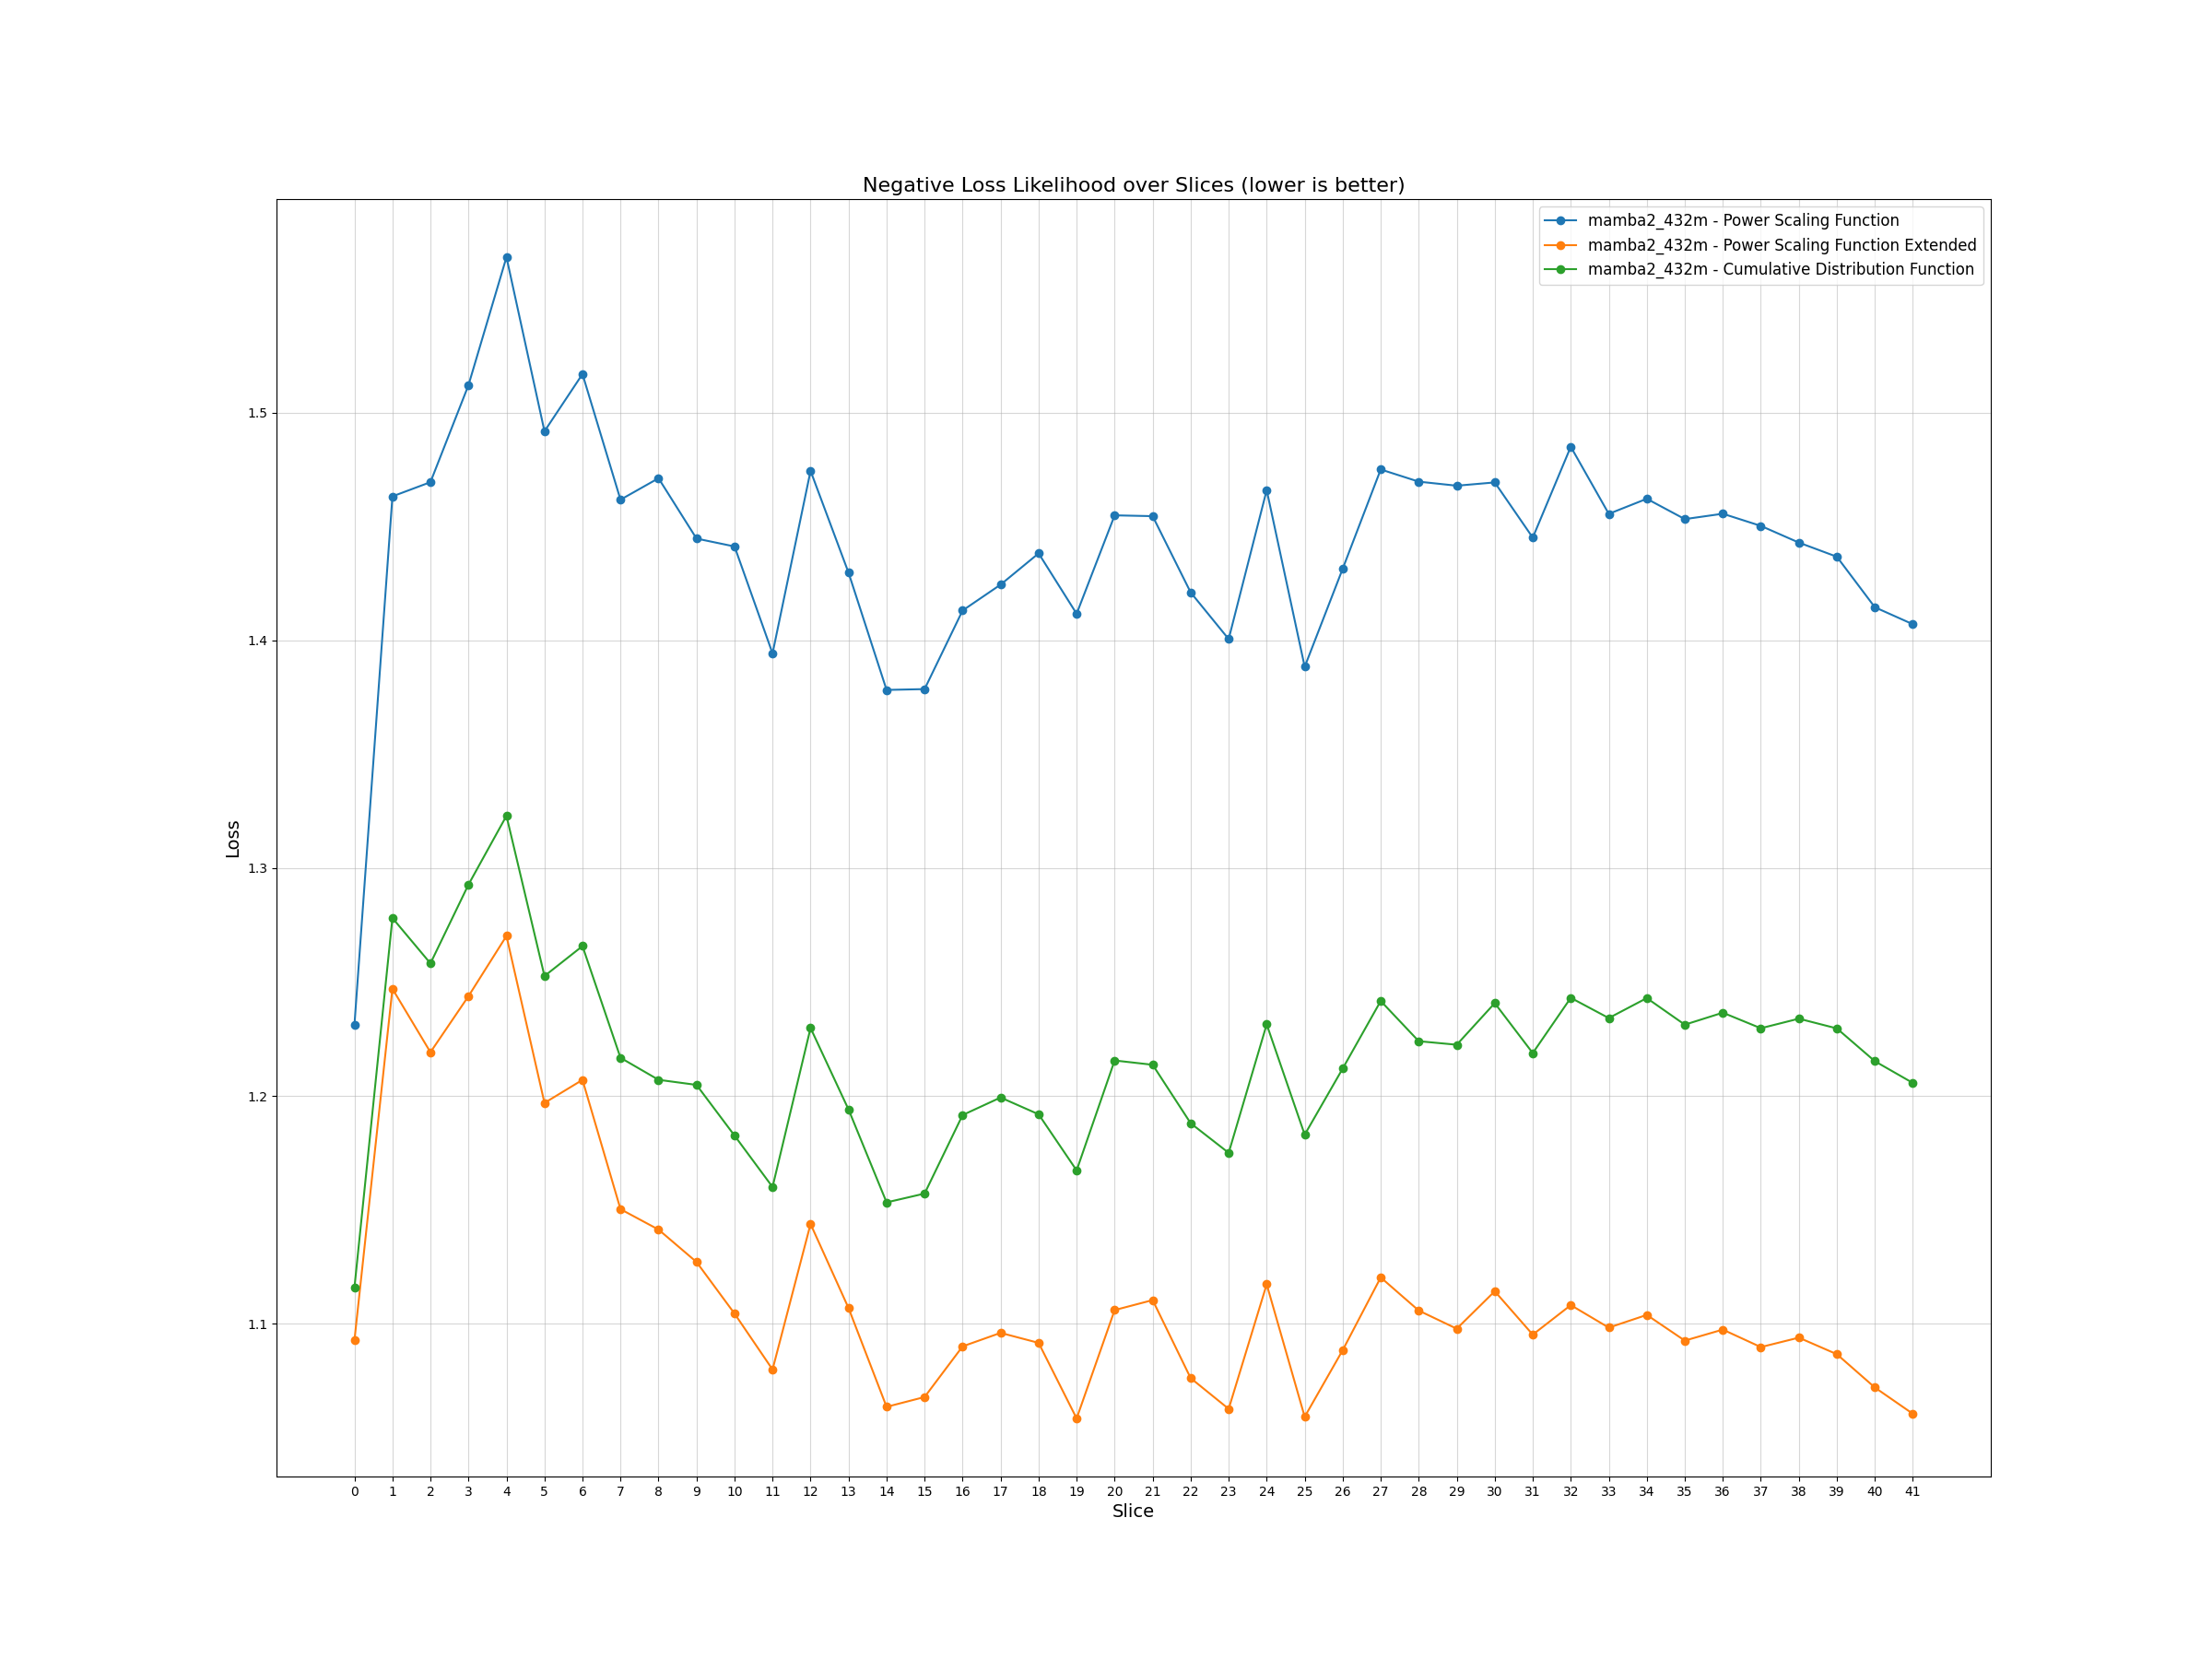 Negative Loss Likelihood over Slices (lower is better)
mamba2_432m - Power Scaling Function
mamba2_432m - Power Scaling Function Extended
mamba2_432m - Cumulative Distribution Function
1.5
1.4
1.3
1.2
1.1
Loss
0 1 2 3 4 5 6 7 8 9 10 11 12 13 14 15 16 17 18 19 20 21 22 23 24 25 26 27 28 29 30 31 32 33 34 35 36 37 38 39 40 41
Slice